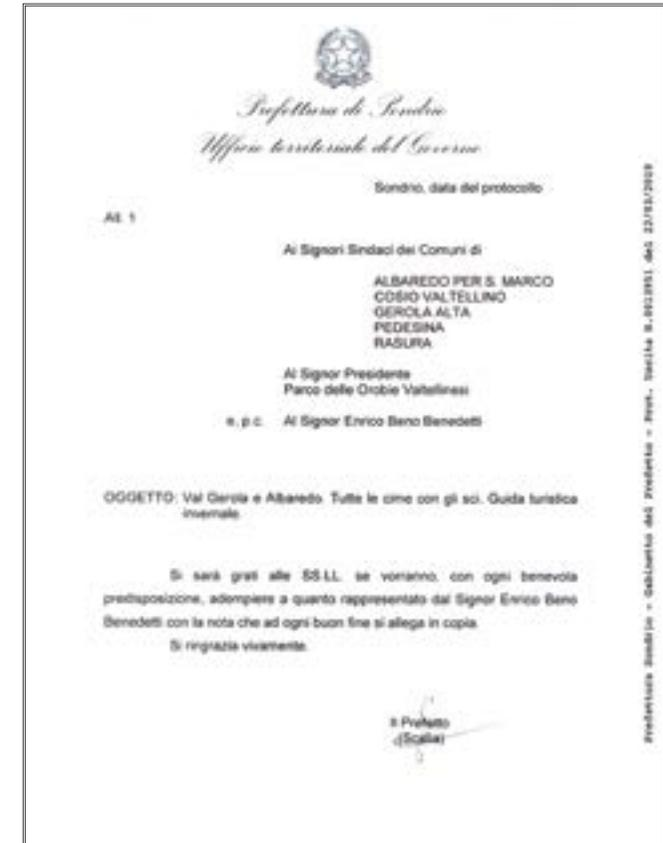 Prefettura di Sondrio
Ufficio territoriale del Governo
Sondrio, data del protocollo
All. 1
Ai Signori Sindaci dei Comuni di
ALBAREDO PER S. MARCO
COSIO VALTELLINO
GEROLA ALTA
PEDESINA
RASURA
Al Signor Presidente
Parco delle Orobie Valtellinesi
e, p.c. Al Signor Enrico Beno Benedetti
OGGETTO: Val Gerola e Albaredo. Tutte le cime con gli sci. Guida turistica
invernale.
Si sarà grati alle SS.LL. se vorranno, con ogni benevola
predisposizione, adempiere a quanto rappresentato dal Signor Enrico Beno
Benedetti con la nota che ad ogni buon fine si allega in copia.
Si ringrazia vivamente.
Il Prefetto
(Scalia)
Prefettura Sondrio - Gabinetto del Prefetto - Prot. Uscita del 22/03/2019